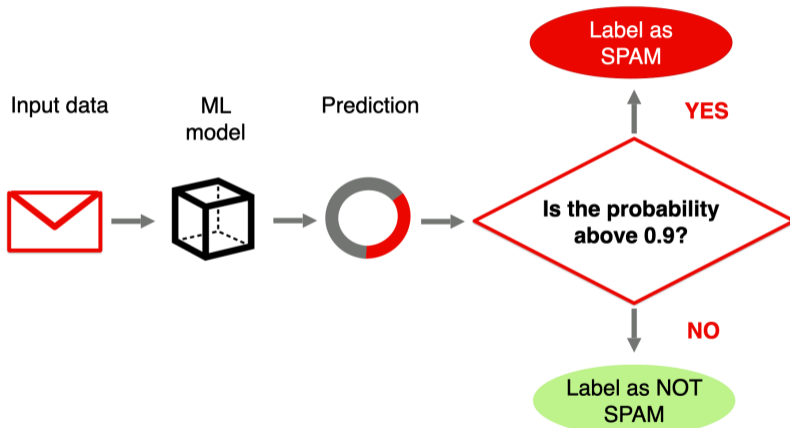 Label as
SPAM
Input data
ML
model
Prediction
YES
Is the probability
above 0.9?
NO
Label as NOT
SPAM